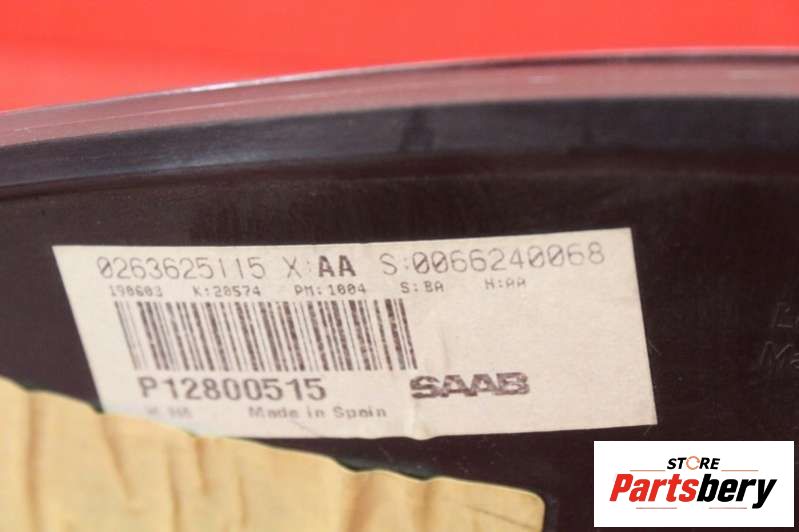 0263625115 X:AA S:0066240068
190603 K:28574 PM:1004 S:BA H:AA
P12800515 SAAB
Made in Spain
STORE
Partsbery